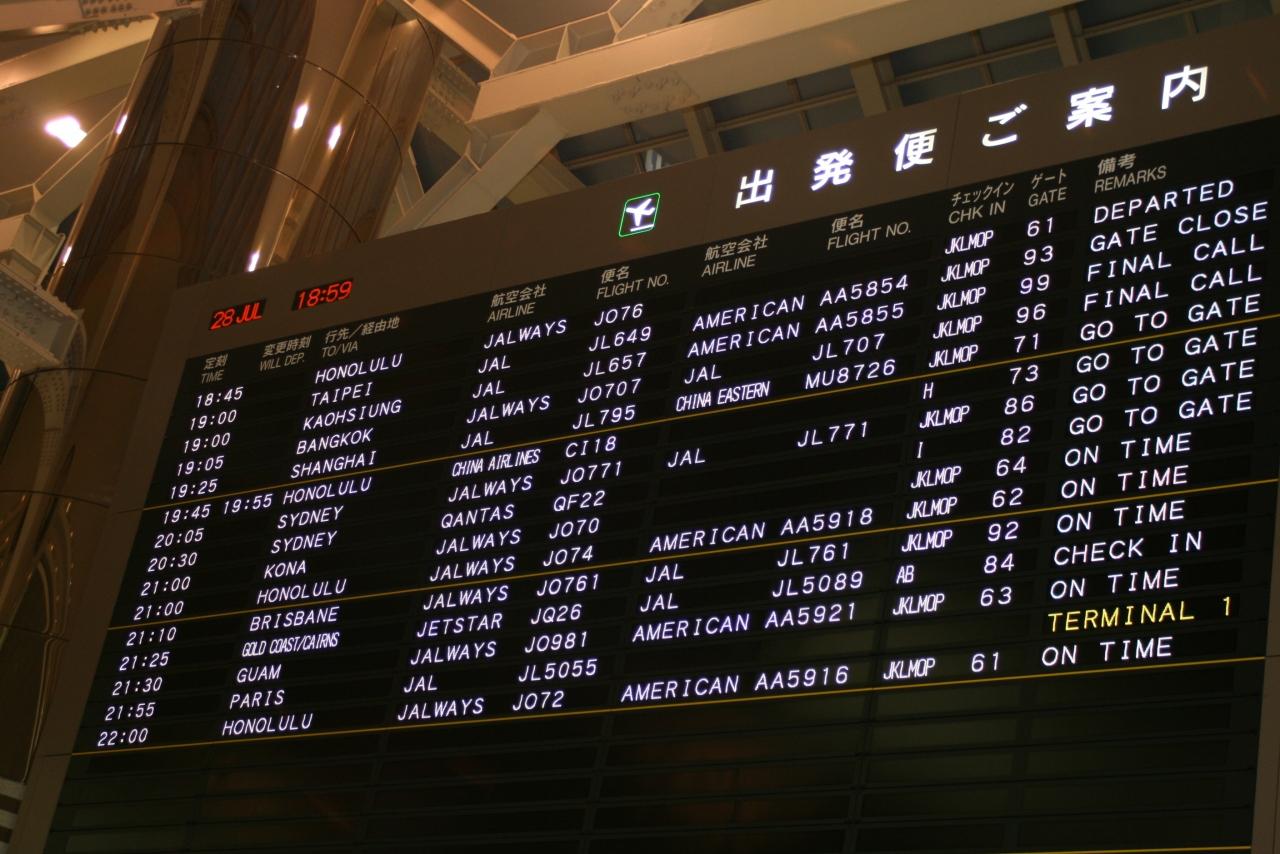 出発便ご案内
28 JUL 18:59
定刻 変更時刻 行先/経由地 航空会社 便名 航空会社 便名 チェックイン ゲート 備考
TIME WILL DEP. TO/VIA AIRLINE FLIGHT NO. AIRLINE FLIGHT NO. CHK IN GATE REMARKS
18:45 HONOLULU JALWAYS JO76 JKLMOP 61 DEPARTED
19:00 TAIPEI JAL JL649 AMERICAN AA5854 JKLMOP 93 GATE CLOSE
19:00 KAOHSIUNG JAL JL657 AMERICAN AA5855 JKLMOP 99 FINAL CALL
19:05 BANGKOK JALWAYS JO707 JAL JL707 JKLMOP 96 FINAL CALL
19:25 SHANGHAI JAL JL795 CHINA EASTERN MU8726 JKLMOP 71 GO TO GATE
19:45 19:55 HONOLULU CHINA AIRLINES CI18 H 73 GO TO GATE
20:05 SYDNEY JALWAYS JO771 JAL JL771 JKLMOP 86 GO TO GATE
20:30 SYDNEY QANTAS QF22 I 82 GO TO GATE
21:00 KONA JALWAYS JO70 JKLMOP 64 ON TIME
21:00 HONOLULU JALWAYS JO74 AMERICAN AA5918 JKLMOP 62 ON TIME
21:10 BRISBANE JALWAYS JO761 JAL JL761 JKLMOP 92 ON TIME
21:25 GOLD COAST/CAIRNS JETSTAR JQ26 JAL JL5089 AB 84 CHECK IN
21:30 GUAM JALWAYS JO981 AMERICAN AA5921 JKLMOP 63 ON TIME
21:55 PARIS JAL JL5055 TERMINAL 1
22:00 HONOLULU JALWAYS JO72 AMERICAN AA5916 JKLMOP 61 ON TIME